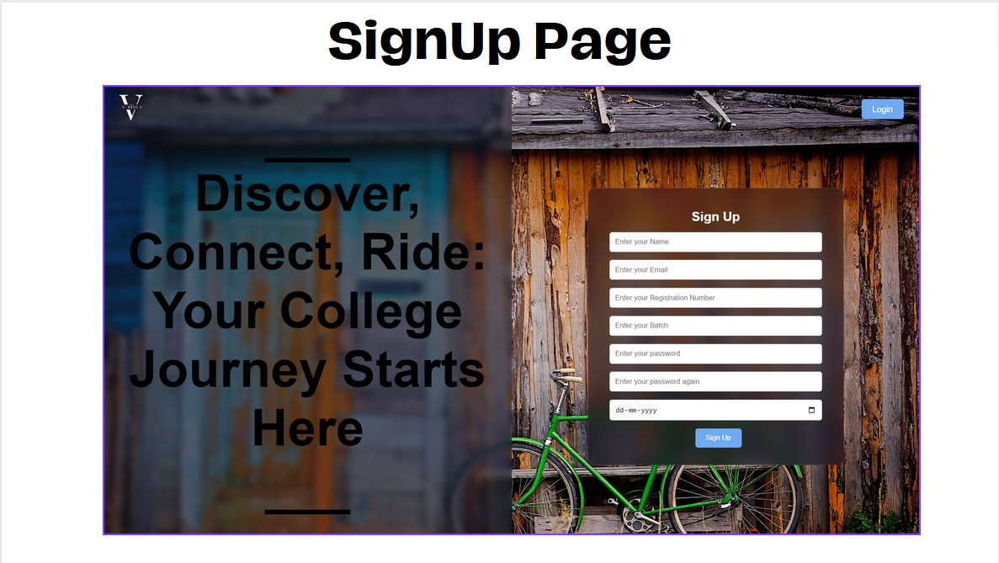 SignUp Page
V RIDES
Login
Discover,
Connect, Ride:
Your College
Journey Starts
Here
Sign Up
Enter your Name
Enter your Email
Enter your Registration Number
Enter your Batch
Enter your password
Enter your password again
dd-mm-yyyy
Sign Up